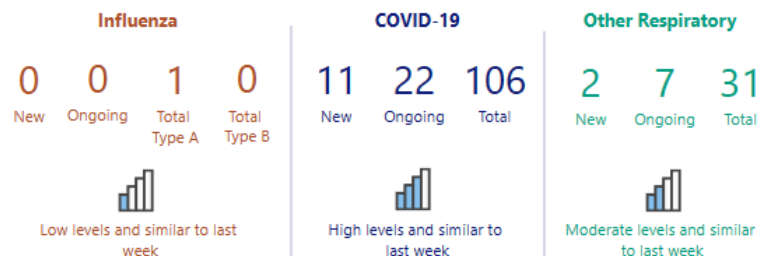 Influenza
0 0 1 0
New Ongoing Total Total
Type A Type B
Low levels and similar to last
week
COVID-19
11 22 106
New Ongoing Total
High levels and similar to
last week
Other Respiratory
2 7 31
New Ongoing Total
Moderate levels and similar
to last week